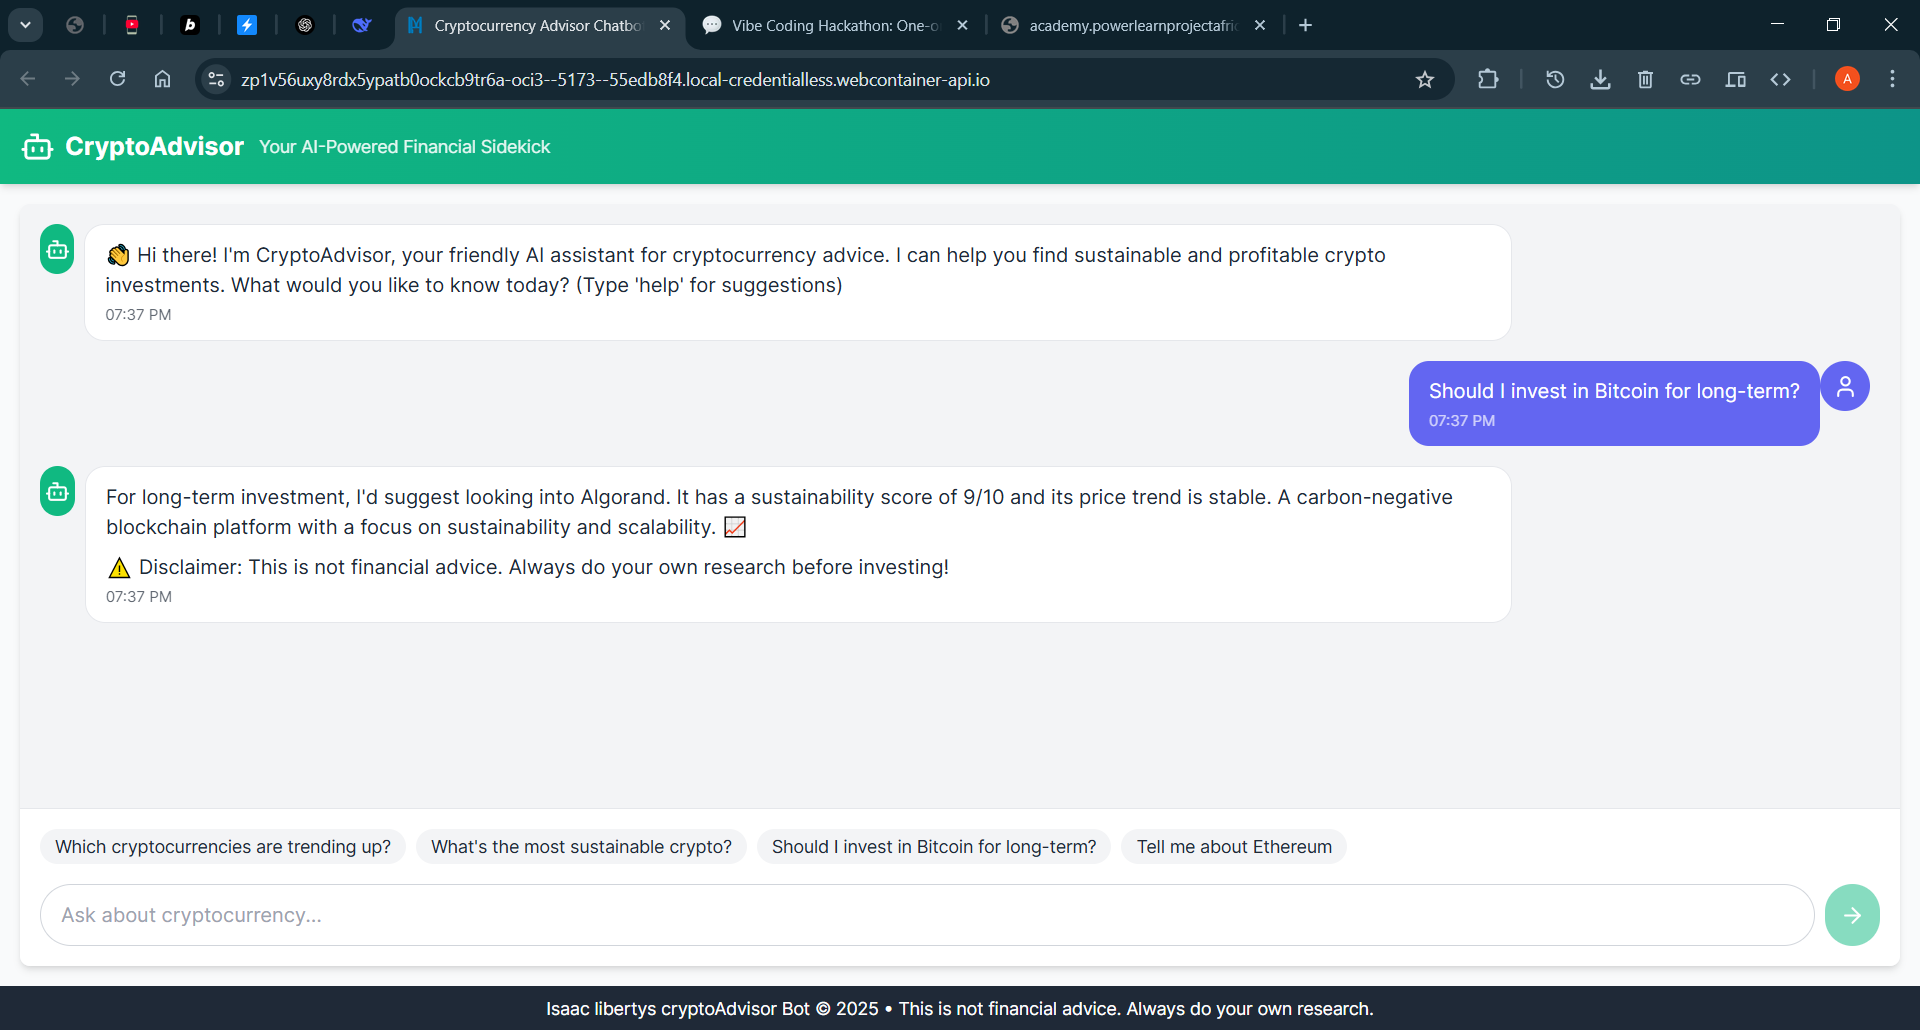 Cryptocurrency Advisor Chatbo
Vibe Coding Hackathon: One-o
academy.powerlearnprojectafri
zp1v56uxy8rdx5ypatb0ockcb9tr6a-oci3--5173--55edb8f4.local-credentialless.webcontainer-api.io
A
CryptoAdvisor Your AI-Powered Financial Sidekick
👋 Hi there! I'm CryptoAdvisor, your friendly AI assistant for cryptocurrency advice. I can help you find sustainable and profitable crypto
investments. What would you like to know today? (Type 'help' for suggestions)
07:37 PM
Should I invest in Bitcoin for long-term?
07:37 PM
For long-term investment, I'd suggest looking into Algorand. It has a sustainability score of 9/10 and its price trend is stable. A carbon-negative
blockchain platform with a focus on sustainability and scalability. 📈
⚠️ Disclaimer: This is not financial advice. Always do your own research before investing!
07:37 PM
Which cryptocurrencies are trending up? What's the most sustainable crypto? Should I invest in Bitcoin for long-term? Tell me about Ethereum
Ask about cryptocurrency...
Isaac libertys cryptoAdvisor Bot © 2025 • This is not financial advice. Always do your own research.